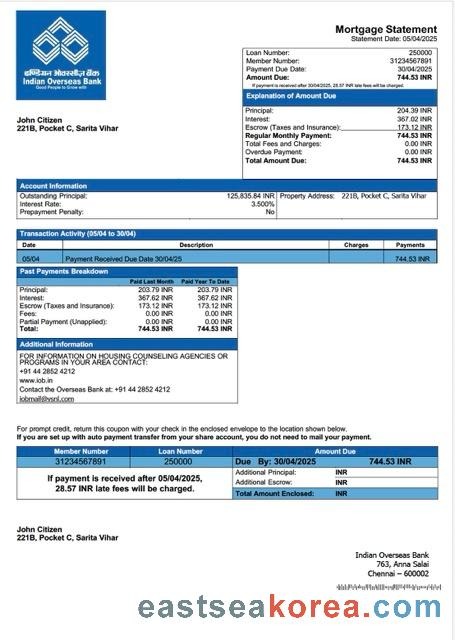 Mortgage Statement
Statement Date: 05/04/2025
Indian Overseas Bank
Good People to Grow with
Loan Number: 250000
Member Number: 31234567891
Payment Due Date: 30/04/2025
Amount Due: 744.53 INR
If payment is received after 30/04/2025, 28.57 INR late fees will be charged.
John Citizen
221B, Pocket C, Sarita Vihar
Explanation of Amount Due
Principal: 204.39 INR
Interest: 367.02 INR
Escrow (Taxes and Insurance): 173.12 INR
Regular Monthly Payment: 744.53 INR
Total Fees and Charges: 0.00 INR
Overdue Payment: 0.00 INR
Total Amount Due: 744.53 INR
Account Information
Outstanding Principal: 125,835.84 INR Property Address: 221B, Pocket C, Sarita Vihar
Interest Rate: 3.500%
Prepayment Penalty: No
Transaction Activity (05/04 to 30/04)
Date Description Charges Payments
05/04 Payment Received Due Date 30/04/25 744.53 INR
Past Payments Breakdown
Paid Last Month Paid Year To Date
Principal: 203.79 INR 203.79 INR
Interest: 367.62 INR 367.62 INR
Escrow (Taxes and Insurance): 173.12 INR 173.12 INR
Fees: 0.00 INR 0.00 INR
Partial Payment (Unapplied): 0.00 INR 0.00 INR
Total: 744.53 INR 744.53 INR
Additional Information
FOR INFORMATION ON HOUSING COUNSELING AGENCIES OR
PROGRAMS IN YOUR AREA CONTACT:
+91 44 2852 4212
www.iob.in
Contact the Overseas Bank at: +91 44 2852 4212
iobmail@vsnl.com
For prompt credit, return this coupon with your check in the enclosed envelope to the location shown below.
If you are set up with auto payment transfer from your share account, you do not need to mail your payment.
Member Number Loan Number Amount Due
31234567891 250000 Due By: 30/04/2025 744.53 INR
If payment is received after 05/04/2025,
28.57 INR late fees will be charged.
Additional Principal: INR
Additional Escrow: INR
Total Amount Enclosed: INR
John Citizen
221B, Pocket C, Sarita Vihar
Indian Overseas Bank
763, Anna Salai
Chennai – 600002
eastseakorea.com